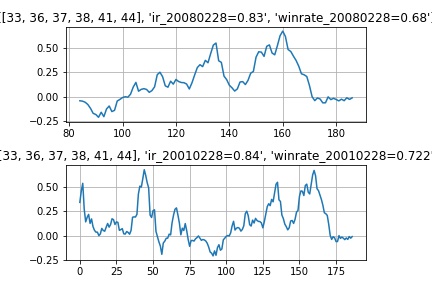 [[33, 36, 37, 38, 41, 44], 'ir_20080228=0.83', 'winrate_20080228=0.68']
0.50
0.25
0.00
−0.25
80 100 120 140 160 180
[33, 36, 37, 38, 41, 44], 'ir_20010228=0.84', 'winrate_20010228=0.722'
0.50
0.25
0.00
−0.25
0 25 50 75 100 125 150 175